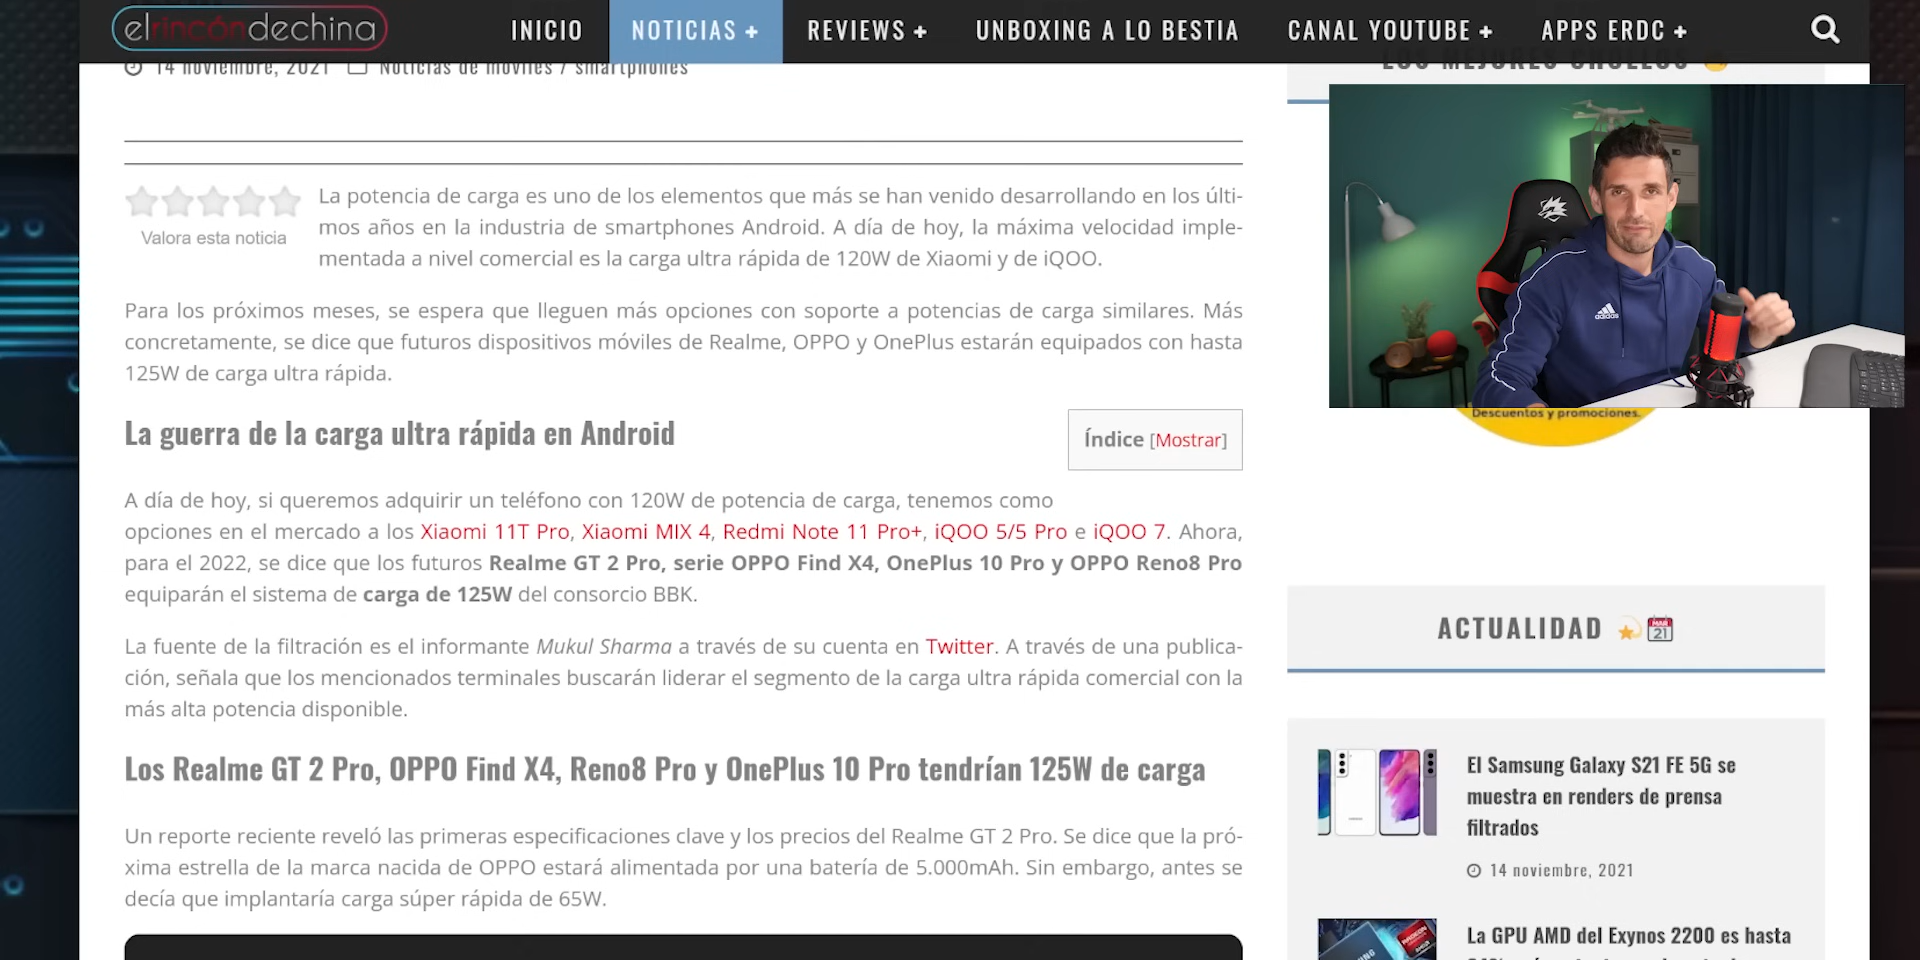 elrincóndechina
INICIO
NOTICIAS +
REVIEWS +
UNBOXING A LO BESTIA
CANAL YOUTUBE +
APPS ERDC +
14 noviembre, 2021
Noticias de móviles / smartphones
LOS MEJORES CHOLLOS
Valora esta noticia
La potencia de carga es uno de los elementos que más se han venido desarrollando en los últi-
mos años en la industria de smartphones Android. A día de hoy, la máxima velocidad imple-
mentada a nivel comercial es la carga ultra rápida de 120W de Xiaomi y de iQOO.
Para los próximos meses, se espera que lleguen más opciones con soporte a potencias de carga similares. Más
concretamente, se dice que futuros dispositivos móviles de Realme, OPPO y OnePlus estarán equipados con hasta
125W de carga ultra rápida.
La guerra de la carga ultra rápida en Android
Índice [Mostrar]
A día de hoy, si queremos adquirir un teléfono con 120W de potencia de carga, tenemos como
opciones en el mercado a los Xiaomi 11T Pro, Xiaomi MIX 4, Redmi Note 11 Pro+, iQOO 5/5 Pro e iQOO 7. Ahora,
para el 2022, se dice que los futuros Realme GT 2 Pro, serie OPPO Find X4, OnePlus 10 Pro y OPPO Reno8 Pro
equiparán el sistema de carga de 125W del consorcio BBK.
La fuente de la filtración es el informante Mukul Sharma a través de su cuenta en Twitter. A través de una publica-
ción, señala que los mencionados terminales buscarán liderar el segmento de la carga ultra rápida comercial con la
más alta potencia disponible.
Los Realme GT 2 Pro, OPPO Find X4, Reno8 Pro y OnePlus 10 Pro tendrían 125W de carga
Un reporte reciente reveló las primeras especificaciones clave y los precios del Realme GT 2 Pro. Se dice que la pró-
xima estrella de la marca nacida de OPPO estará alimentada por una batería de 5.000mAh. Sin embargo, antes se
decía que implantaría carga súper rápida de 65W.
adidas
Descuentos y promociones.
ACTUALIDAD
MAR
21
El Samsung Galaxy S21 FE 5G se
muestra en renders de prensa
filtrados
14 noviembre, 2021
RADEON
La GPU AMD del Exynos 2200 es hasta